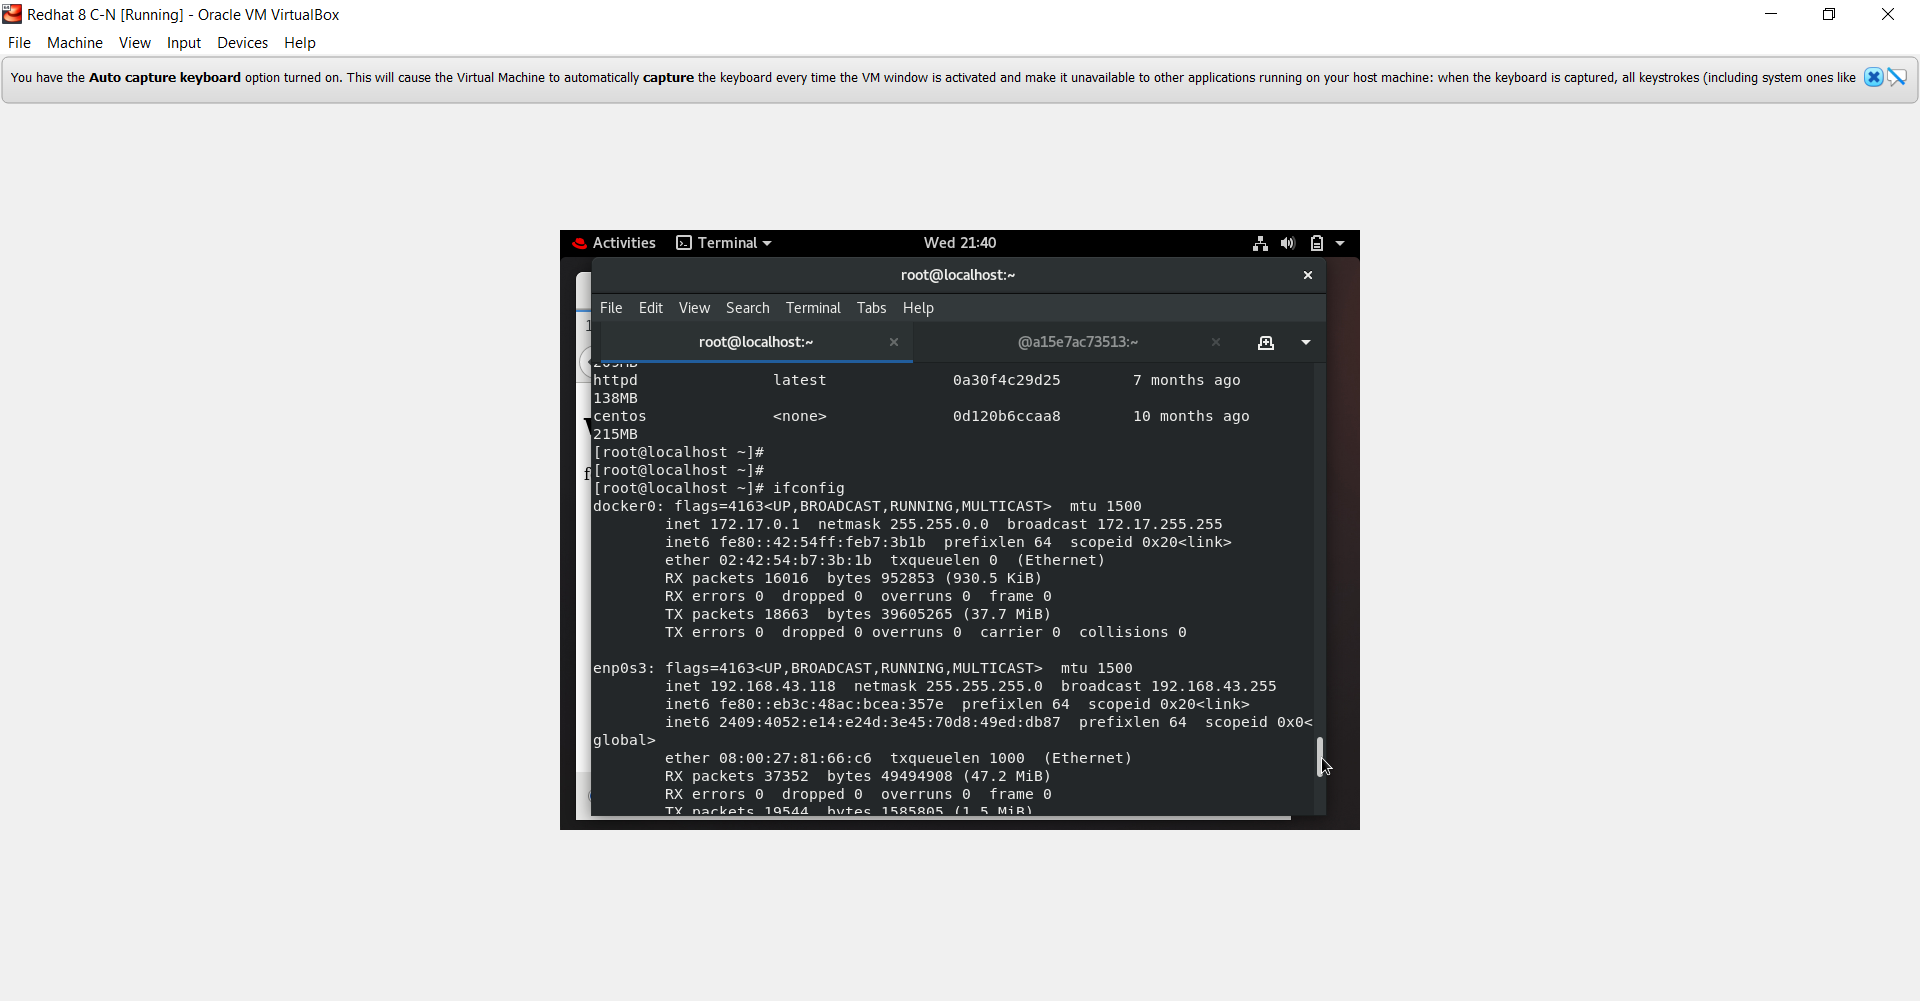 Redhat 8 C-N [Running] - Oracle VM VirtualBox
File Machine View Input Devices Help
You have the Auto capture keyboard option turned on. This will cause the Virtual Machine to automatically capture the keyboard every time the VM window is activated and make it unavailable to other applications running on your host machine: when the keyboard is captured, all keystrokes (including system ones like
Activities Terminal Wed 21:40
root@localhost:~
File Edit View Search Terminal Tabs Help
root@localhost:~ @a15e7ac73513:~
httpd latest 0a30f4c29d25 7 months ago
138MB
centos <none> 0d120b6ccaa8 10 months ago
215MB
[root@localhost ~]#
[root@localhost ~]#
[root@localhost ~]# ifconfig
docker0: flags=4163<UP,BROADCAST,RUNNING,MULTICAST> mtu 1500
inet 172.17.0.1 netmask 255.255.0.0 broadcast 172.17.255.255
inet6 fe80::42:54ff:feb7:3b1b prefixlen 64 scopeid 0x20<link>
ether 02:42:54:b7:3b:1b txqueuelen 0 (Ethernet)
RX packets 16016 bytes 952853 (930.5 KiB)
RX errors 0 dropped 0 overruns 0 frame 0
TX packets 18663 bytes 39605265 (37.7 MiB)
TX errors 0 dropped 0 overruns 0 carrier 0 collisions 0
enp0s3: flags=4163<UP,BROADCAST,RUNNING,MULTICAST> mtu 1500
inet 192.168.43.118 netmask 255.255.255.0 broadcast 192.168.43.255
inet6 fe80::eb3c:48ac:bcea:357e prefixlen 64 scopeid 0x20<link>
inet6 2409:4052:e14:e24d:3e45:70d8:49ed:db87 prefixlen 64 scopeid 0x0<
global>
ether 08:00:27:81:66:c6 txqueuelen 1000 (Ethernet)
RX packets 37352 bytes 49494908 (47.2 MiB)
RX errors 0 dropped 0 overruns 0 frame 0
TX packets 19544 bytes 1585805 (1.5 MiB)